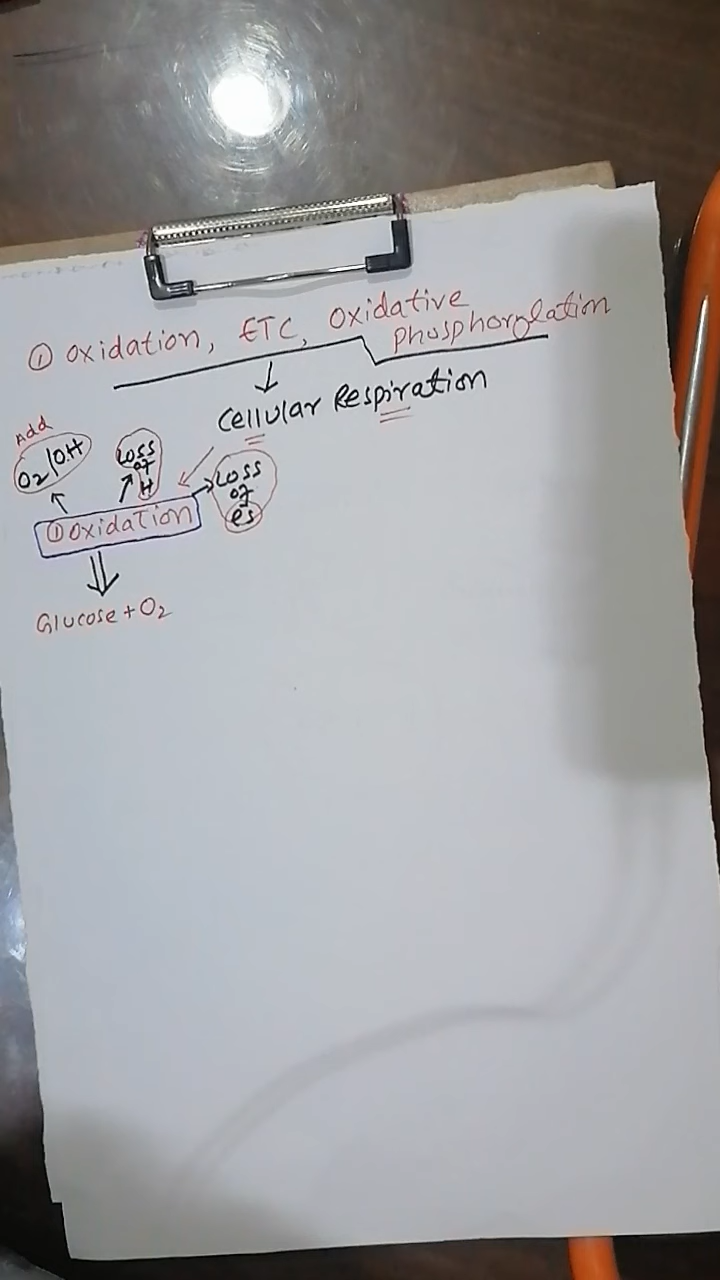 ① Oxidation, ETC, Oxidative
phosphorylation
Cellular Respiration
Add
O2/OH
Loss
of
H
Loss
of
es
① Oxidation
Glucose + O2